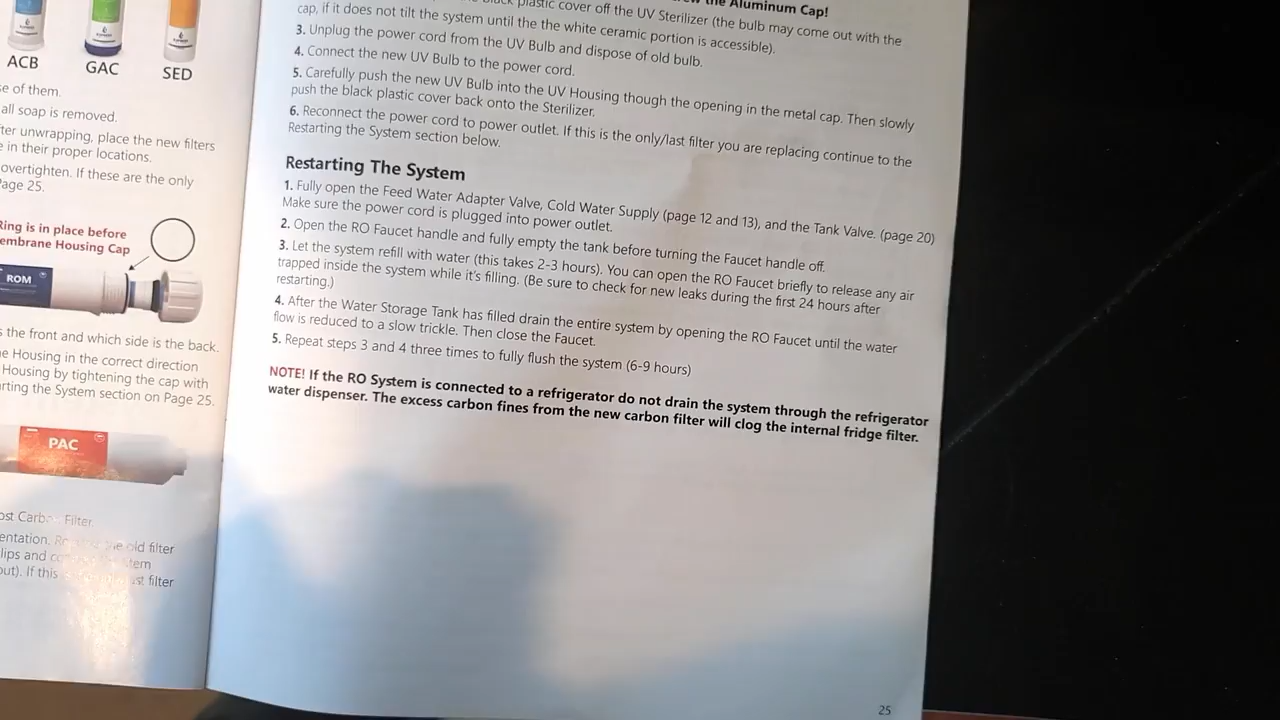 ACB
GAC
SED
se of them.
all soap is removed.
ter unwrapping, place the new filters
e in their proper locations.
overtighten. If these are the only
Page 25.
Ring is in place before
embrane Housing Cap
ROM
s the front and which side is the back.
e Housing in the correct direction
Housing by tightening the cap with
rting the System section on Page 25.
PAC
ost Carbon Filter.
entation. the old filter
lips and
out). If this filter
the Aluminum Cap!
plastic cover off the UV Sterilizer (the bulb may come out with the
cap, if it does not tilt the system until the the white ceramic portion is accessible).
3. Unplug the power cord from the UV Bulb and dispose of old bulb.
4. Connect the new UV Bulb to the power cord.
5. Carefully push the new UV Bulb into the UV Housing though the opening in the metal cap. Then slowly
push the black plastic cover back onto the Sterilizer.
6. Reconnect the power cord to power outlet. If this is the only/last filter you are replacing continue to the
Restarting the System section below.
Restarting The System
1. Fully open the Feed Water Adapter Valve, Cold Water Supply (page 12 and 13), and the Tank Valve. (page 20)
Make sure the power cord is plugged into power outlet.
2. Open the RO Faucet handle and fully empty the tank before turning the Faucet handle off.
3. Let the system refill with water (this takes 2-3 hours). You can open the RO Faucet briefly to release any air
trapped inside the system while it's filling. (Be sure to check for new leaks during the first 24 hours after
restarting.)
4. After the Water Storage Tank has filled drain the entire system by opening the RO Faucet until the water
flow is reduced to a slow trickle. Then close the Faucet.
5. Repeat steps 3 and 4 three times to fully flush the system (6-9 hours)
NOTE! If the RO System is connected to a refrigerator do not drain the system through the refrigerator
water dispenser. The excess carbon fines from the new carbon filter will clog the internal fridge filter.
25